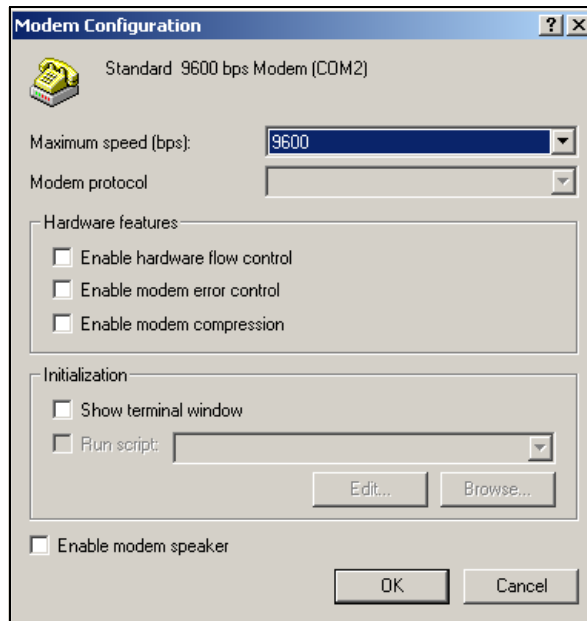 Modem Configuration
Standard 9600 bps Modem (COM2)
Maximum speed (bps): 9600
Modem protocol
Hardware features
Enable hardware flow control
Enable modem error control
Enable modem compression
Initialization
Show terminal window
Run script:
Edit... Browse...
Enable modem speaker
OK Cancel